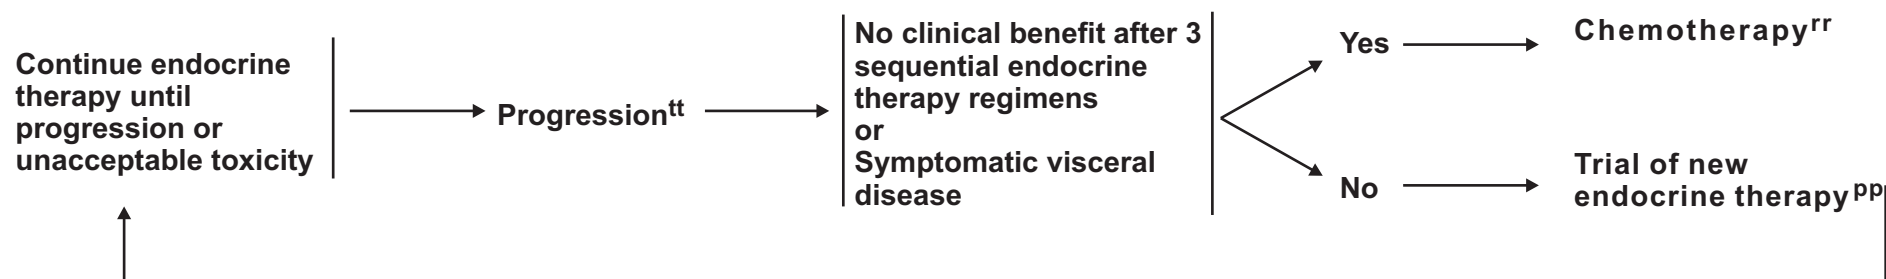 Continue endocrine
therapy until
progression or
unacceptable toxicity
Progressiontt
No clinical benefit after 3
sequential endocrine
therapy regimens
or
Symptomatic visceral
disease
Yes
No
Chemotherapyrr
Trial of new
endocrine therapypp